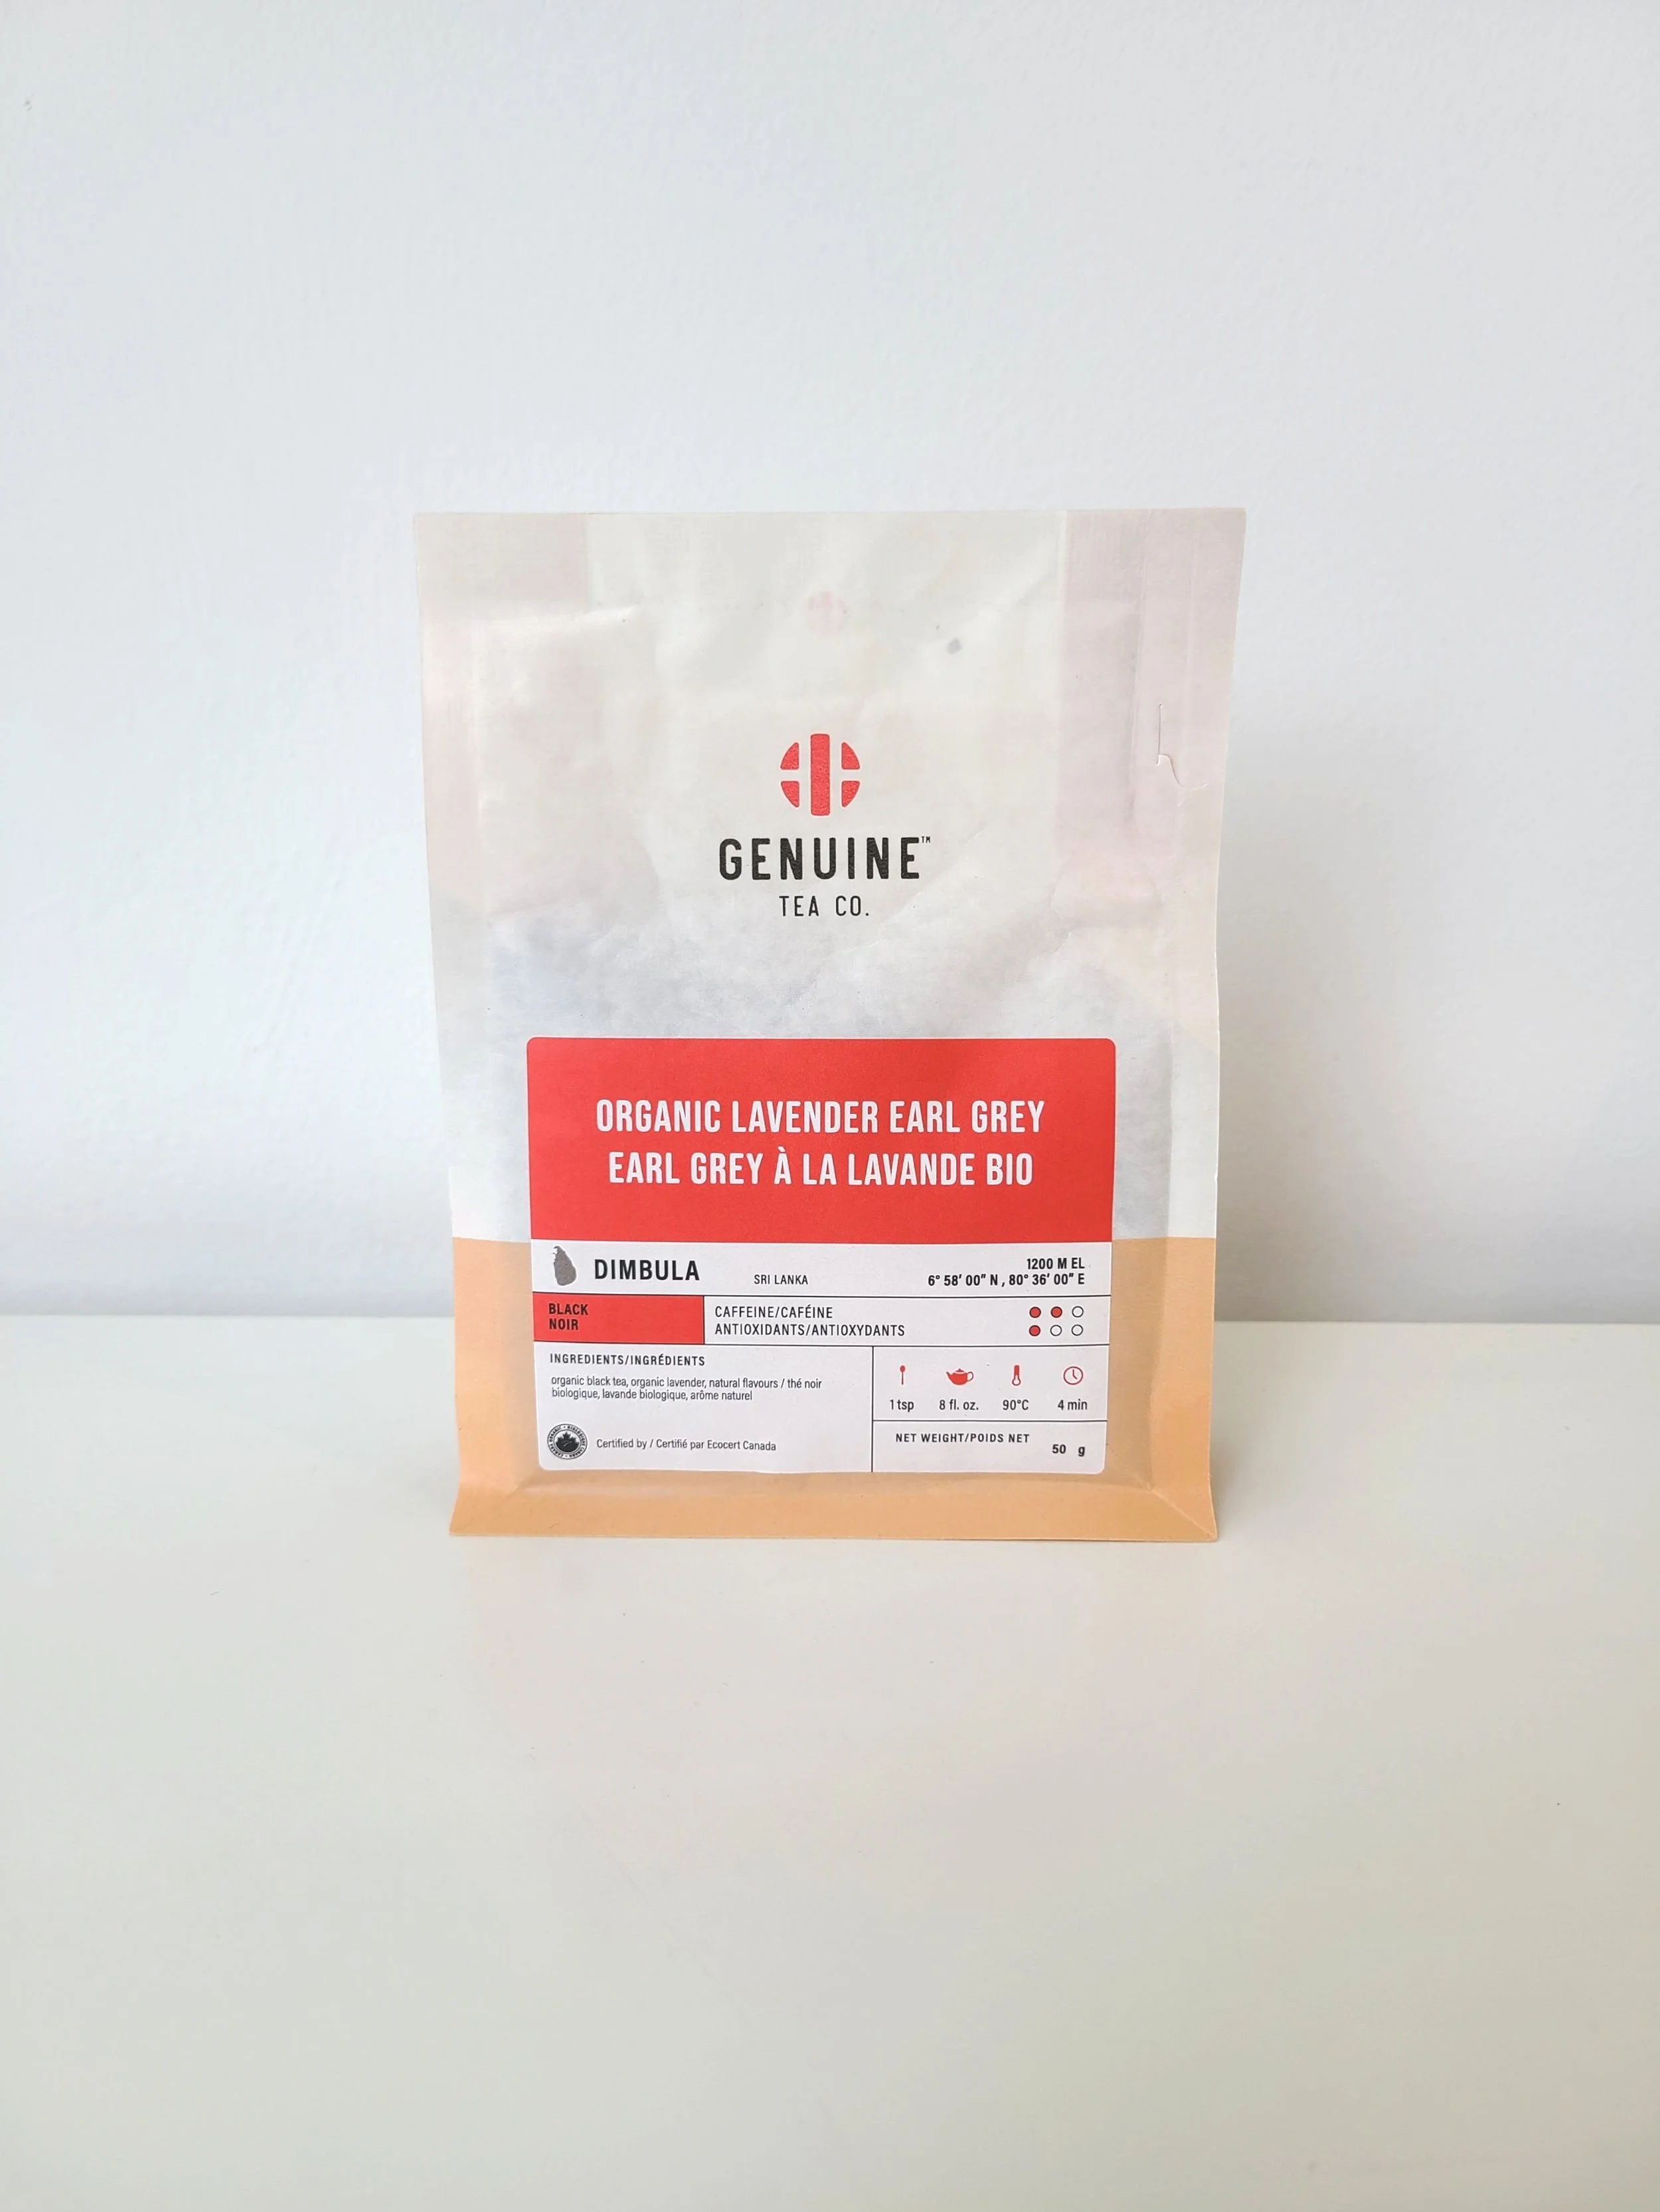 GENUINE™
TEA CO.
ORGANIC LAVENDER EARL GREY
EARL GREY À LA LAVANDE BIO
DIMBULA
SRI LANKA
1200 M EL
6° 58' 00" N , 80° 36' 00" E
BLACK
NOIR
CAFFEINE/CAFÉINE
ANTIOXIDANTS/ANTIOXYDANTS
INGREDIENTS/INGRÉDIENTS
organic black tea, organic lavender, natural flavours / thé noir
biologique, lavande biologique, arôme naturel
Certified by / Certifié par Ecocert Canada
1 tsp
8 fl. oz.
90°C
4 min
NET WEIGHT/POIDS NET
50 g